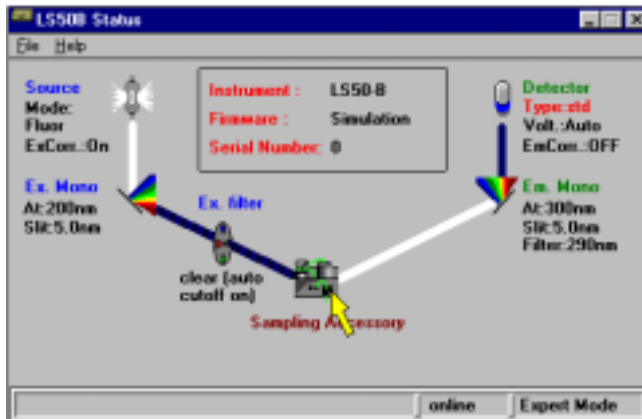 LS50B Status
File Help
Source
Mode:
Fluor
ExCorr.:On
Instrument : LS50-B
Firmware : Simulation
Serial Number: 0
Detector
Type:std
Volt.:Auto
EmCorr.:OFF
Ex. Mono
At:200nm
Slit:5.0nm
Ex. filter
clear (auto
cutoff on)
Em. Mono
At:300nm
Slit:5.0nm
Filter:290nm
Sampling Accessory
online
Expert Mode